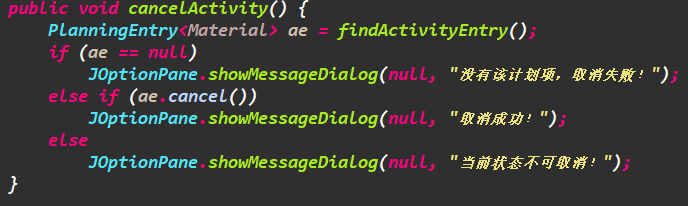 public void cancelActivity() {
    PlanningEntry<Material> ae = findActivityEntry();
    if (ae == null)
        JOptionPane.showMessageDialog(null, "没有该计划项，取消失败！");
    else if (ae.cancel())
        JOptionPane.showMessageDialog(null, "取消成功！");
    else
        JOptionPane.showMessageDialog(null, "当前状态不可取消！");
}